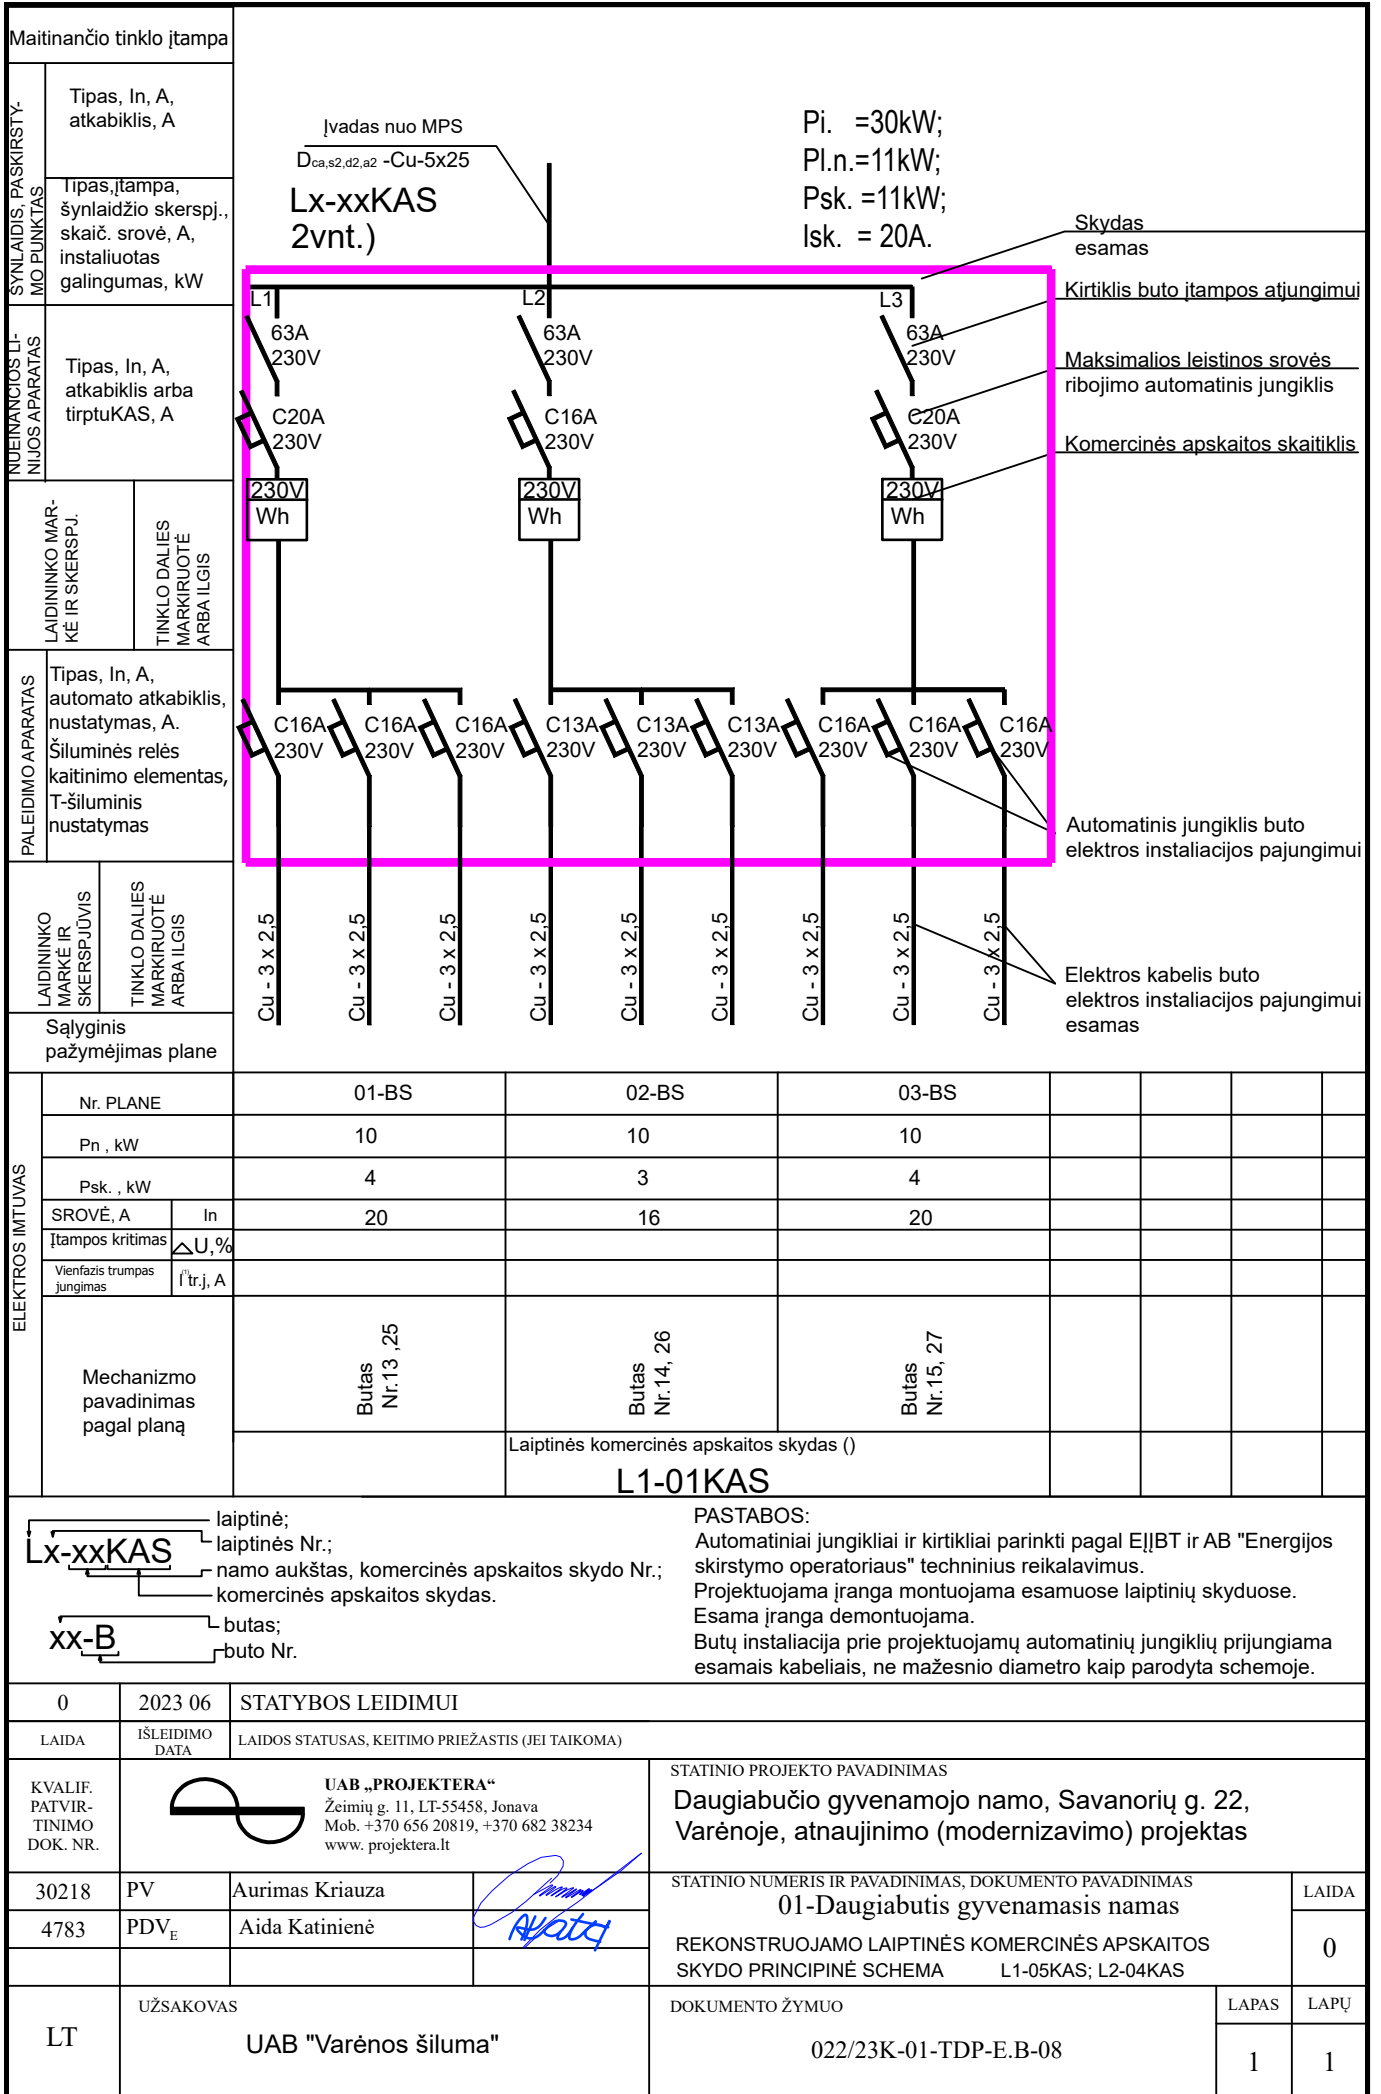 Maitinančio tinklo įtampa
ŠYNLAIDIS, PASKIRSTY-
MO PUNKTAS
Tipas, In, A,
atkabiklis, A
Tipas,įtampa,
šynlaidžio skerspj.,
skaič. srovė, A,
instaliuotas
galingumas, kW
NUEINANČIOS LI-
NIJOS APARATAS
Tipas, In, A,
atkabiklis arba
tirptuKAS, A
LAIDININKO MAR-
KĖ IR SKERSPJ.
TINKLO DALIES
MARKIRUOTĖ
ARBA ILGIS
PALEIDIMO APARATAS
Tipas, In, A,
automato atkabiklis,
nustatymas, A.
Šiluminės relės
kaitinimo elementas,
T-šiluminis
nustatymas
LAIDININKO
MARKĖ IR
SKERSPJŪVIS
TINKLO DALIES
MARKIRUOTĖ
ARBA ILGIS
Sąlyginis
pažymėjimas plane
Įvadas nuo MPS
Dca,s2,d2,a2 -Cu-5x25
Lx-xxKAS
2vnt.)
Pi. =30kW;
Pl.n.=11kW;
Psk. =11kW;
Isk. = 20A.
Skydas
esamas
Kirtiklis buto įtampos atjungimui
Maksimalios leistinos srovės
ribojimo automatinis jungiklis
Komercinės apskaitos skaitiklis
L1 L2 L3
63A 63A 63A
230V 230V 230V
C20A C16A C20A
230V 230V 230V
230V 230V 230V
Wh Wh Wh
C16A C16A C16A C13A C13A C13A C16A C16A C16A
230V 230V 230V 230V 230V 230V 230V 230V 230V
Automatinis jungiklis buto
elektros instaliacijos pajungimui
Cu - 3 x 2,5
Cu - 3 x 2,5
Cu - 3 x 2,5
Cu - 3 x 2,5
Cu - 3 x 2,5
Cu - 3 x 2,5
Cu - 3 x 2,5
Cu - 3 x 2,5
Cu - 3 x 2,5
Elektros kabelis buto
elektros instaliacijos pajungimui
esamas
ELEKTROS IMTUVAS
Nr. PLANE 01-BS 02-BS 03-BS
Pn , kW 10 10 10
Psk. , kW 4 3 4
SROVĖ, A In 20 16 20
Įtampos kritimas △U,%
Vienfazis trumpas
jungimas
I(1)tr.j, A
Mechanizmo
pavadinimas
pagal planą
Butas
Nr.13 ,25
Butas
Nr.14, 26
Butas
Nr.15, 27
Laiptinės komercinės apskaitos skydas ()
L1-01KAS
Lx-xxKAS
laiptinė;
laiptinės Nr.;
namo aukštas, komercinės apskaitos skydo Nr.;
komercinės apskaitos skydas.
xx-B
butas;
buto Nr.
PASTABOS:
Automatiniai jungikliai ir kirtikliai parinkti pagal EĮĮBT ir AB "Energijos
skirstymo operatoriaus" techninius reikalavimus.
Projektuojama įranga montuojama esamuose laiptinių skyduose.
Esama įranga demontuojama.
Butų instaliacija prie projektuojamų automatinių jungiklių prijungiama
esamais kabeliais, ne mažesnio diametro kaip parodyta schemoje.
0 2023 06 STATYBOS LEIDIMUI
LAIDA IŠLEIDIMO
DATA
LAIDOS STATUSAS, KEITIMO PRIEŽASTIS (JEI TAIKOMA)
KVALIF.
PATVIR-
TINIMO
DOK. NR.
UAB „PROJEKTERA“
Žeimių g. 11, LT-55458, Jonava
Mob. +370 656 20819, +370 682 38234
www. projektera.lt
STATINIO PROJEKTO PAVADINIMAS
Daugiabučio gyvenamojo namo, Savanorių g. 22,
Varėnoje, atnaujinimo (modernizavimo) projektas
30218 PV Aurimas Kriauza
4783 PDVE Aida Katinienė
STATINIO NUMERIS IR PAVADINIMAS, DOKUMENTO PAVADINIMAS
01-Daugiabutis gyvenamasis namas
REKONSTRUOJAMO LAIPTINĖS KOMERCINĖS APSKAITOS
SKYDO PRINCIPINĖ SCHEMA L1-05KAS; L2-04KAS
LAIDA
0
LT
UŽSAKOVAS
UAB "Varėnos šiluma"
DOKUMENTO ŽYMUO
022/23K-01-TDP-E.B-08
LAPAS LAPŲ
1 1